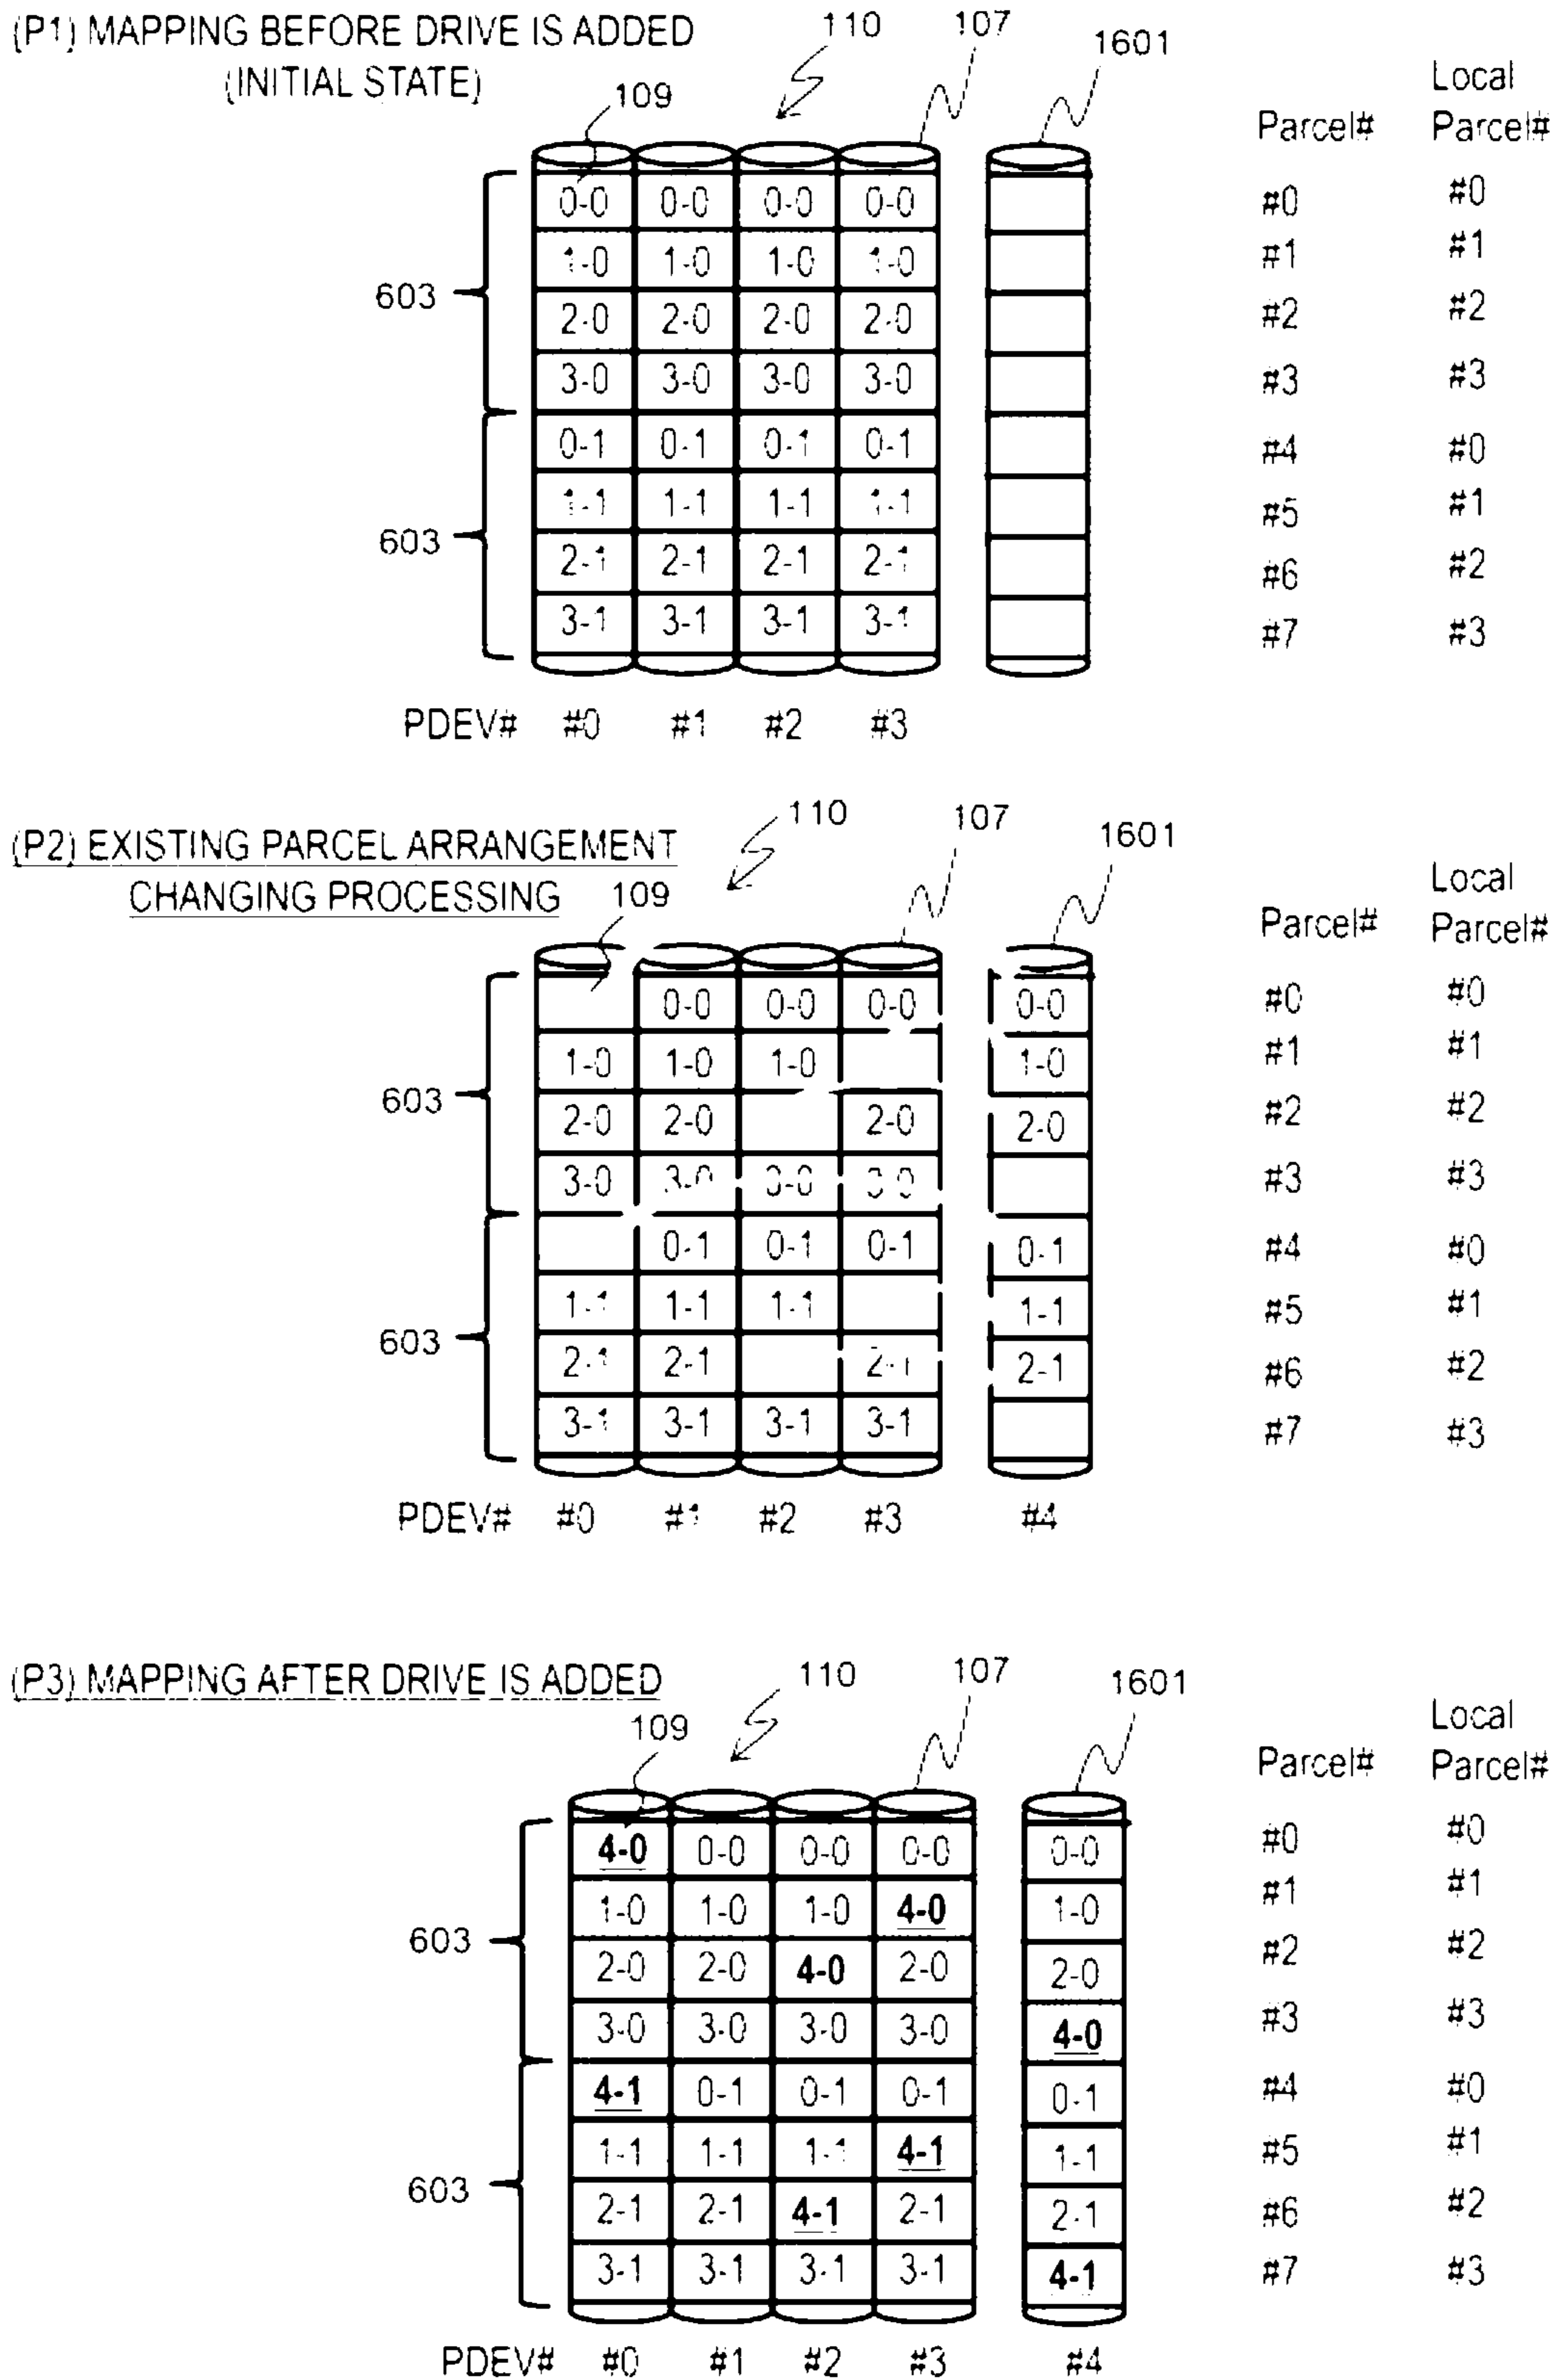 (P1) MAPPING BEFORE DRIVE IS ADDED
(INITIAL STATE)
110 107 1601
109
Local
Parcel# Parcel#
0-0 0-0 0-0 0-0 #0 #0
1-0 1-0 1-0 1-0 #1 #1
603
2-0 2-0 2-0 2-0 #2 #2
3-0 3-0 3-0 3-0 #3 #3
0-1 0-1 0-1 0-1 #4 #0
1-1 1-1 1-1 1-1 #5 #1
603
2-1 2-1 2-1 2-1 #6 #2
3-1 3-1 3-1 3-1 #7 #3
PDEV# #0 #1 #2 #3
(P2) EXISTING PARCEL ARRANGEMENT
CHANGING PROCESSING
110 107 1601
109
Local
Parcel# Parcel#
0-0 0-0 0-0 0-0 #0 #0
1-0 1-0 1-0 1-0 #1 #1
603
2-0 2-0 2-0 2-0 #2 #2
3-0 3-0 3-0 3-0 #3 #3
0-1 0-1 0-1 0-1 #4 #0
1-1 1-1 1-1 1-1 #5 #1
603
2-1 2-1 2-1 2-1 #6 #2
3-1 3-1 3-1 3-1 #7 #3
PDEV# #0 #1 #2 #3 #4
(P3) MAPPING AFTER DRIVE IS ADDED
110 107 1601
109
Local
Parcel# Parcel#
4-0 0-0 0-0 0-0 0-0 #0 #0
1-0 1-0 1-0 4-0 1-0 #1 #1
603
2-0 2-0 4-0 2-0 2-0 #2 #2
3-0 3-0 3-0 3-0 4-0 #3 #3
4-1 0-1 0-1 0-1 0-1 #4 #0
1-1 1-1 1-1 4-1 1-1 #5 #1
603
2-1 2-1 4-1 2-1 2-1 #6 #2
3-1 3-1 3-1 3-1 4-1 #7 #3
PDEV# #0 #1 #2 #3 #4